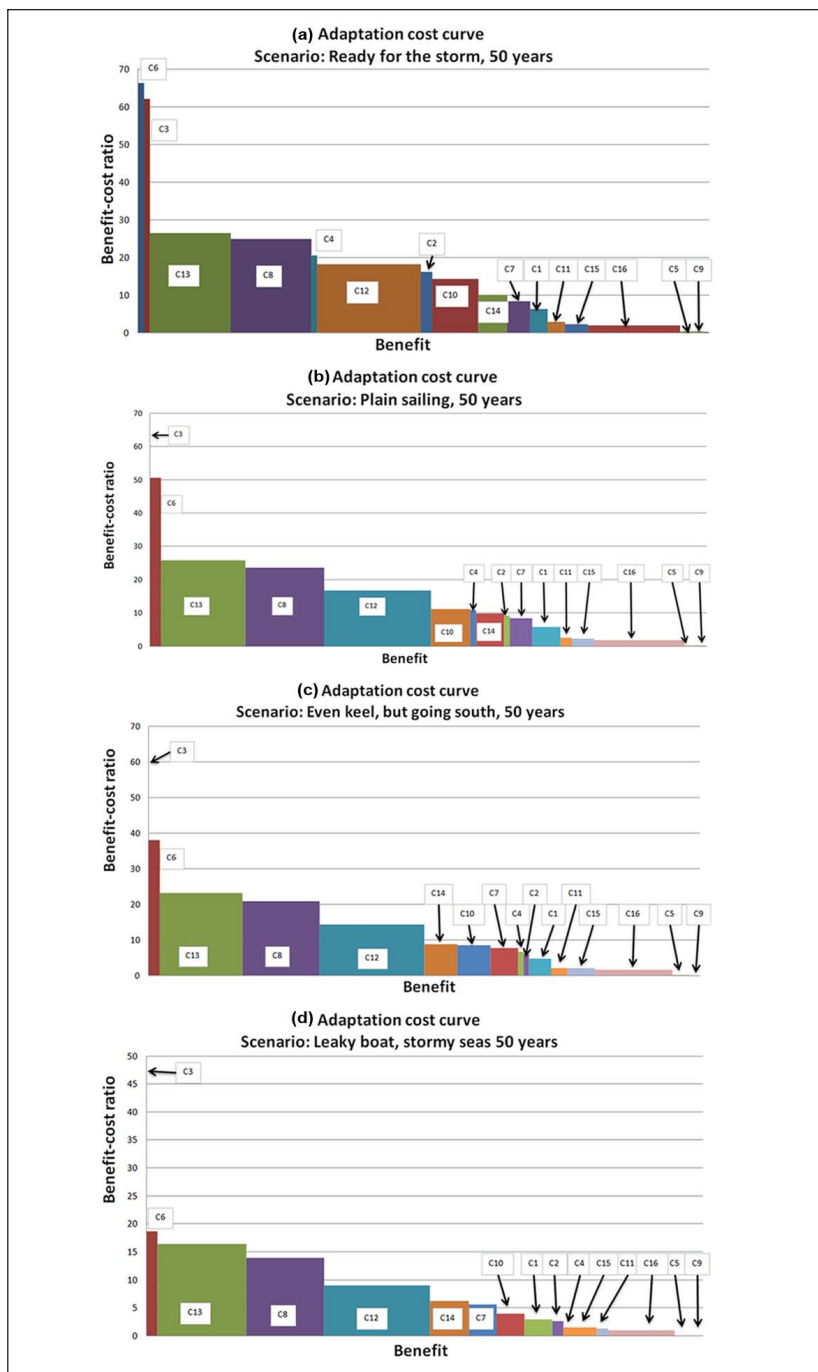 (a) Adaptation cost curve
Scenario: Ready for the storm, 50 years
Benefit-cost ratio
70
60
50
40
30
20
10
0
C6
C3
C13
C8
C4
C12
C2
C10
C14
C7
C1
C11
C15
C16
C5
C9
Benefit
(b) Adaptation cost curve
Scenario: Plain sailing, 50 years
Benefit-cost ratio
70
60
50
40
30
20
10
0
C3
C6
C13
C8
C12
C10
C4
C14
C2
C7
C1
C11
C15
C16
C5
C9
Benefit
(c) Adaptation cost curve
Scenario: Even keel, but going south, 50 years
Benefit-cost ratio
70
60
50
40
30
20
10
0
C3
C6
C13
C8
C12
C14
C10
C7
C4
C2
C1
C11
C15
C16
C5
C9
Benefit
(d) Adaptation cost curve
Scenario: Leaky boat, stormy seas 50 years
Benefit-cost ratio
50
45
40
35
30
25
20
15
10
5
0
C3
C6
C13
C8
C12
C14
C7
C10
C1
C2
C4
C15
C11
C16
C5
C9
Benefit